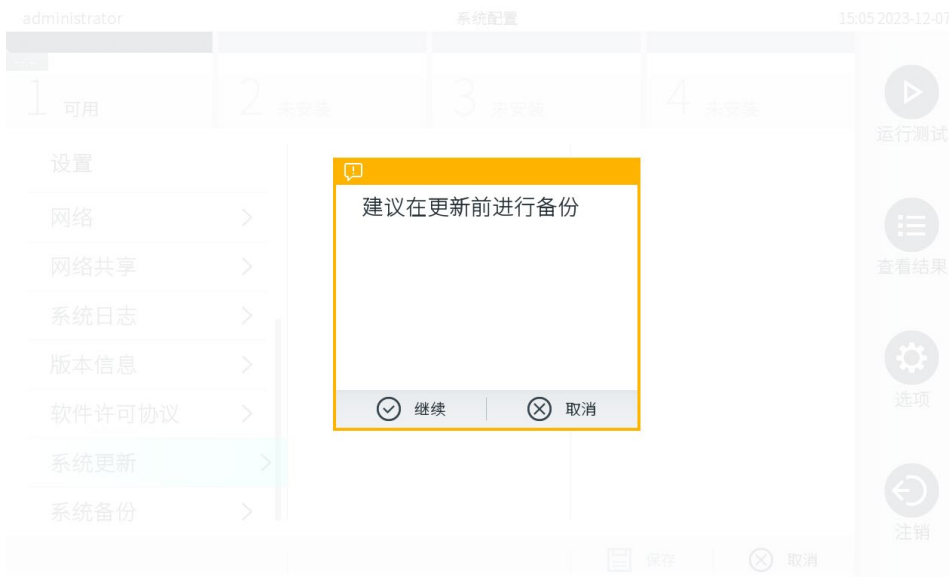 administrator 系统配置 15:05 2023-12-07
1 可用 2 未安装 3 未安装 4 未安装
运行测试
设置
建议在更新前进行备份
网络
网络共享
查看结果
系统日志
版本信息
选项
软件许可协议
继续 取消
系统更新
系统备份
注销
保存 取消